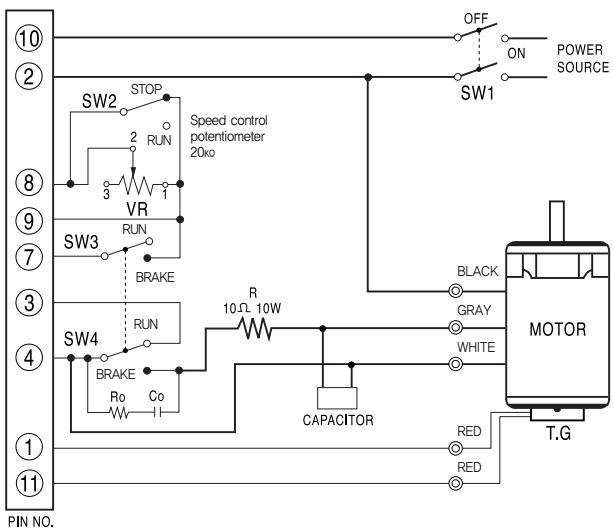 OFF
10
ON
POWER
SOURCE
2
SW1
STOP
SW2
Speed control
potentiometer
20KΩ
RUN
2
8
3
1
VR
9
RUN
SW3
7
BRAKE
BLACK
3
R
10Ω 10W
GRAY
RUN
SW4
MOTOR
WHITE
4
BRAKE
Ro
Co
CAPACITOR
RED
T.G
1
RED
11
PIN NO.